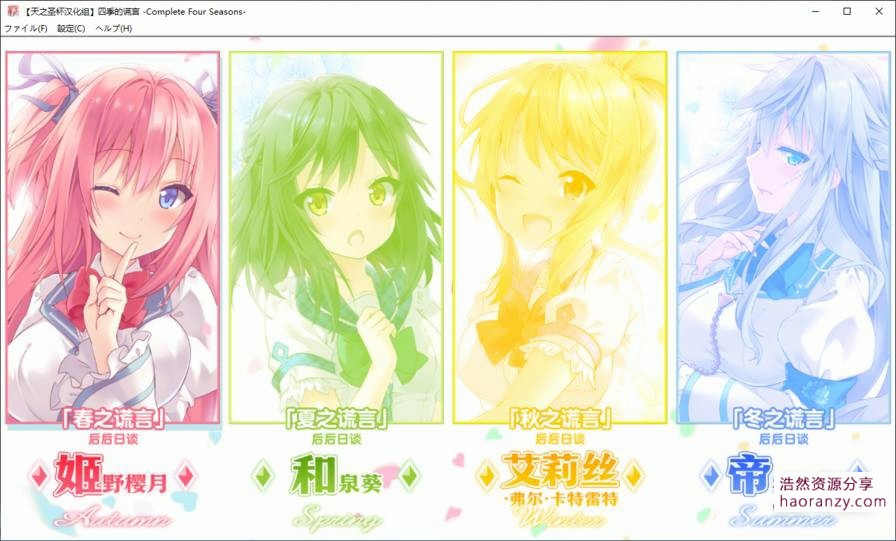 【天之圣杯汉化组】四季的谎言 -Complete Four Seasons-
ファイル(F) 設定(C) ヘルプ(H)
「春之谎言」
后后日谈
姬野樱月
Autumn
「夏之谎言」
后后日谈
和泉葵
Spring
「秋之谎言」
后后日谈
艾莉丝
·弗尔·卡特雷特
Winter
「冬之谎言」
后后日谈
帝
Summer
浩然资源分享
haoranzy.com